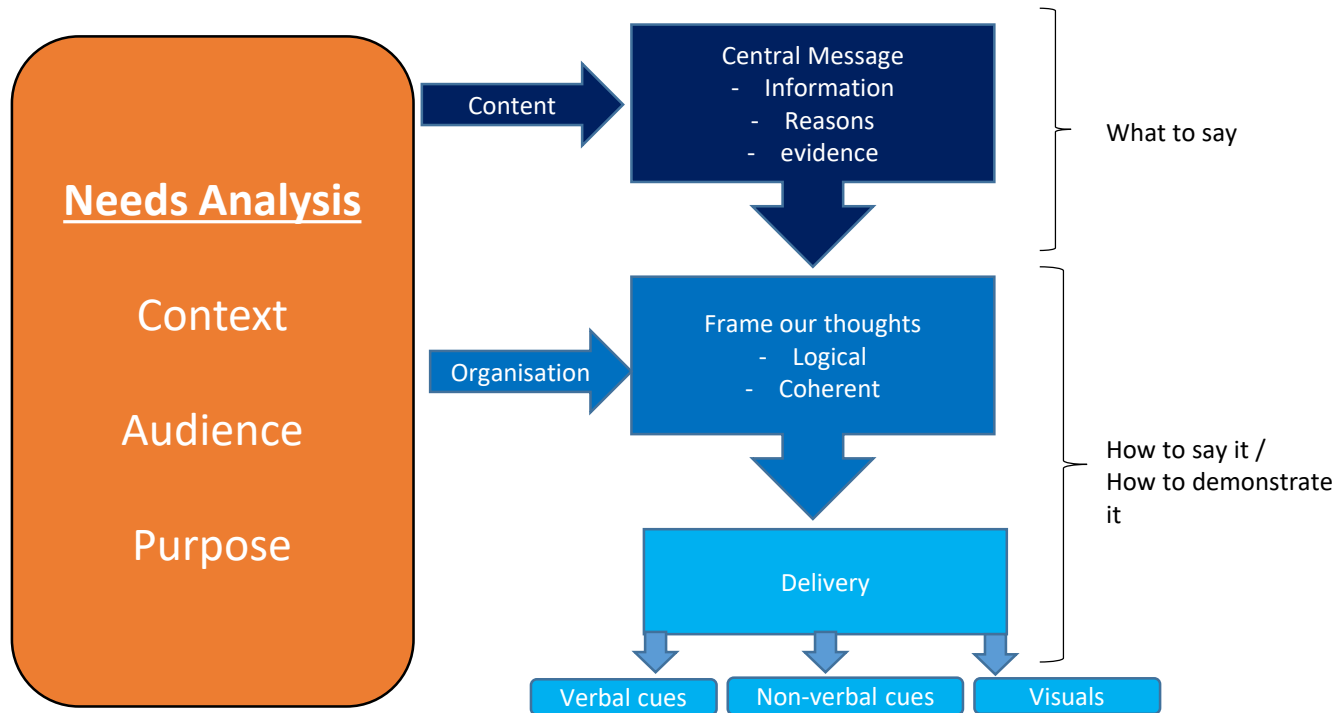 Needs Analysis
Context
Audience
Purpose
Content
Central Message
- Information
- Reasons
- evidence
What to say
Organisation
Frame our thoughts
- Logical
- Coherent
How to say it /
How to demonstrate
it
Delivery
Verbal cues
Non-verbal cues
Visuals